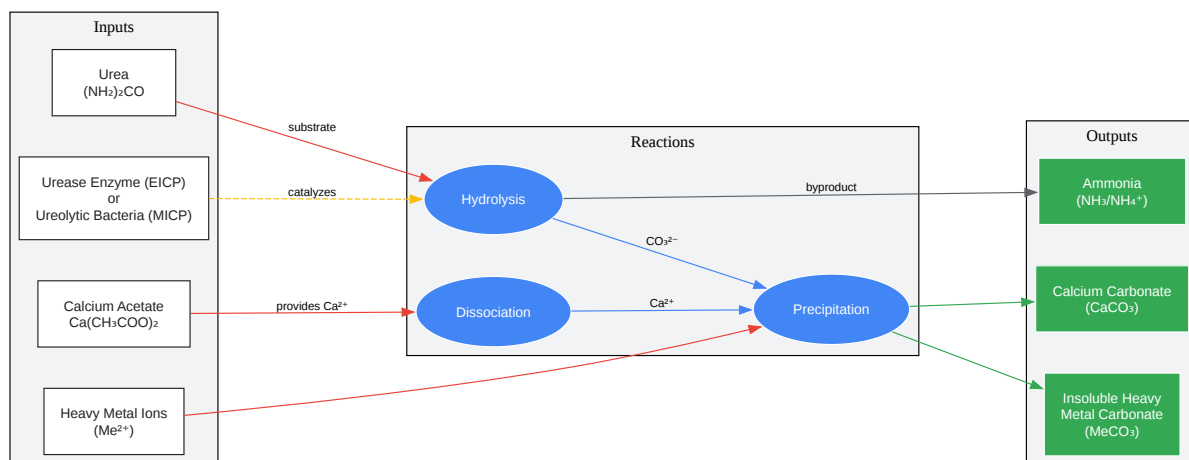 Inputs
Urea
(NH₂)₂CO
Urease Enzyme (EICP)
or
Ureolytic Bacteria (MICP)
Calcium Acetate
Ca(CH₃COO)₂
Heavy Metal Ions
(Me²⁺)
substrate
catalyzes
provides Ca²⁺
Reactions
Hydrolysis
Dissociation
CO₃²⁻
Ca²⁺
Precipitation
byproduct
Outputs
Ammonia
(NH₃/NH₄⁺)
Calcium Carbonate
(CaCO₃)
Insoluble Heavy
Metal Carbonate
(MeCO₃)